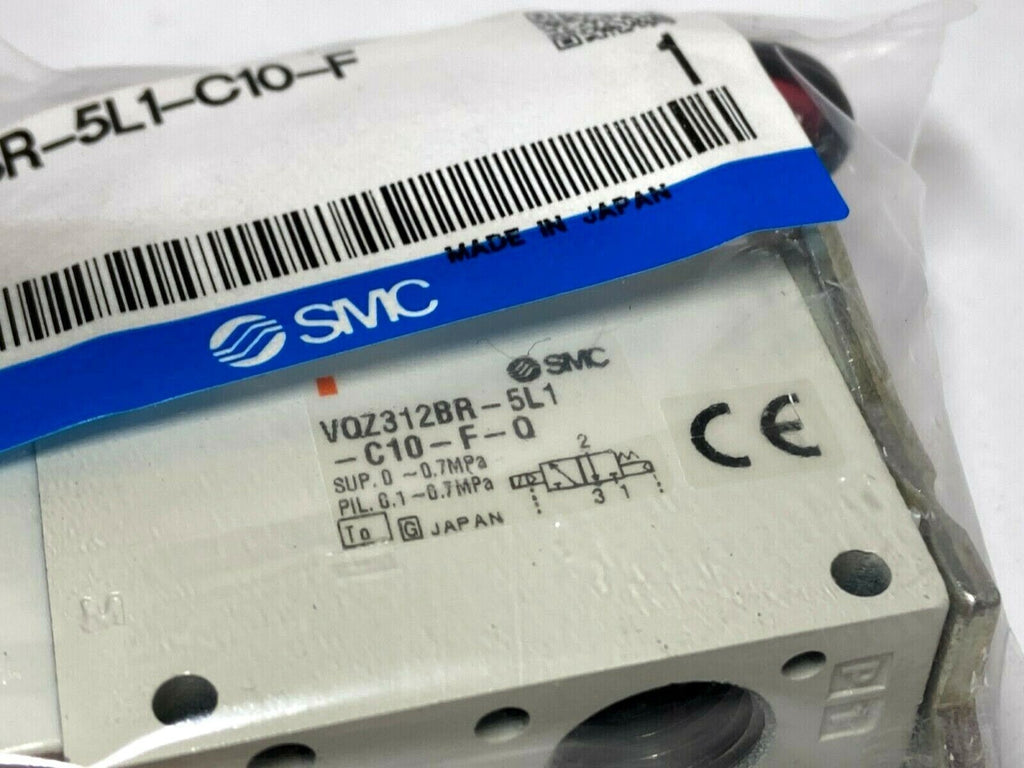 R-5L1-C10-F
1
MADE IN JAPAN
SMC
SMC
VQZ312BR-5L1
-C10-F-Q
SUP. 0 ~0.7MPa
PIL. 0.1~0.7MPa
2
3 1
To G JAPAN
CE
M